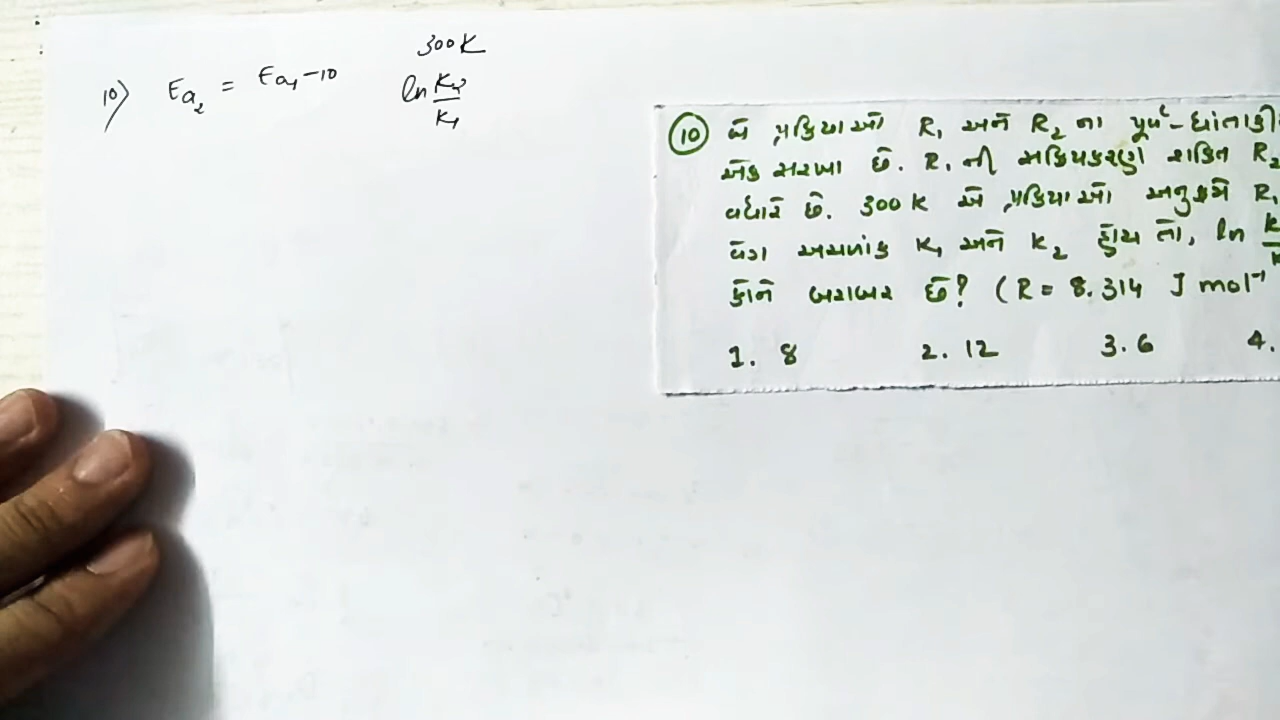 10) Ea₂ = Ea₁ - 10
300K
ln K₂/K₁
10 બે પ્રક્રિયાઓ R₁ અને R₂ ના પૂર્વ-ઘાતાંકી
એક સરખા છે. R₁ ની સક્રિયકરણ શક્તિ R₂
વધારે છે. 300K એ પ્રક્રિયાઓ અનુક્રમે R₁
વેગ અચળાંક K₁ અને K₂ હોય તો, ln
કોને બરાબર છે? (R = 8.314 J mol⁻¹
1. 8 2. 12 3. 6 4.